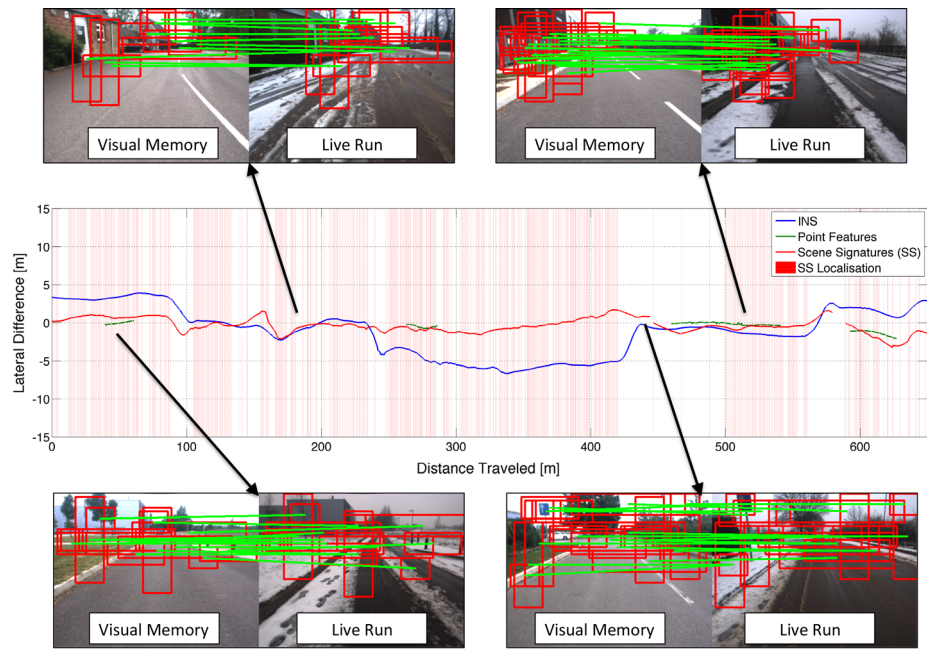 Visual Memory
Live Run
Visual Memory
Live Run
15
10
5
0
-5
-10
-15
Lateral Difference [m]
INS
Point Features
Scene Signatures (SS)
SS Localisation
0
100
200
300
400
500
600
Distance Traveled [m]
Visual Memory
Live Run
Visual Memory
Live Run